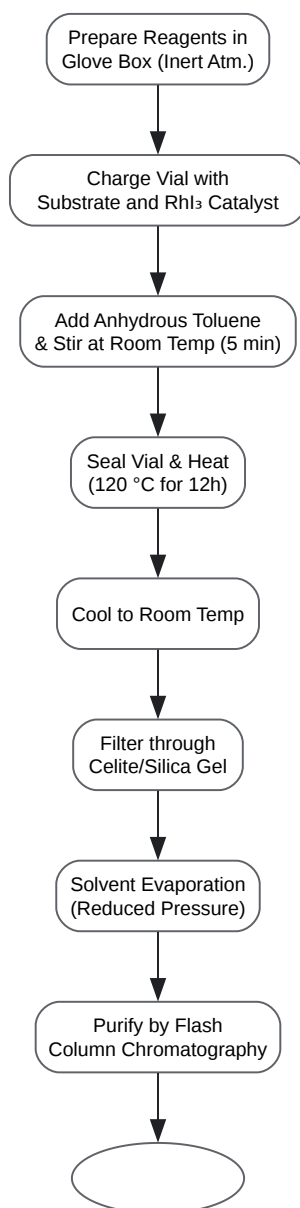 Prepare Reagents in
Glove Box (Inert Atm.)
Charge Vial with
Substrate and RhI₃ Catalyst
Add Anhydrous Toluene
& Stir at Room Temp (5 min)
Seal Vial & Heat
(120 °C for 12h)
Cool to Room Temp
Filter through
Celite/Silica Gel
Solvent Evaporation
(Reduced Pressure)
Purify by Flash
Column Chromatography